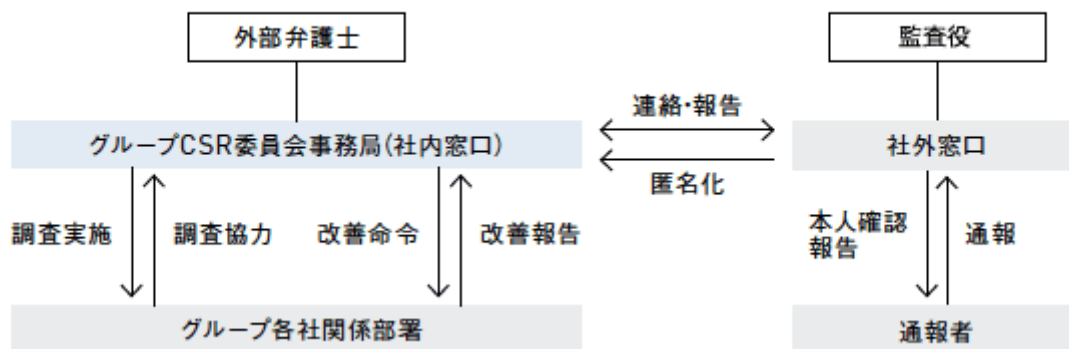 外部弁護士
監査役
連絡・報告
グループCSR委員会事務局(社内窓口)
社外窓口
匿名化
調査実施
調査協力
改善命令
改善報告
本人確認
報告
通報
グループ各社関係部署
通報者